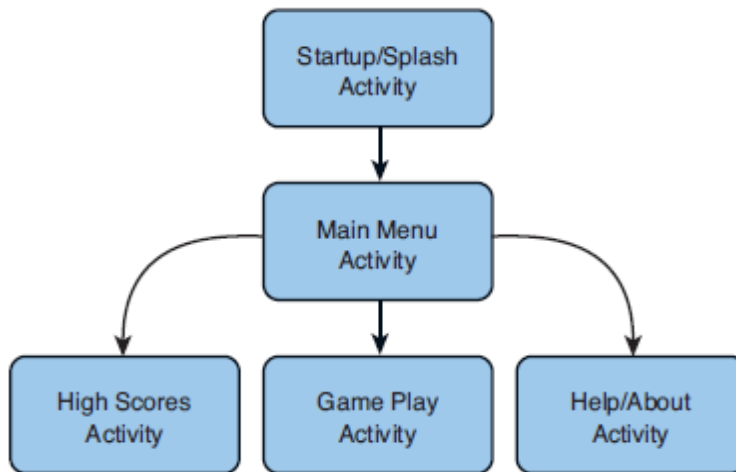 Startup/Splash
Activity
Main Menu
Activity
High Scores
Activity
Game Play
Activity
Help/About
Activity